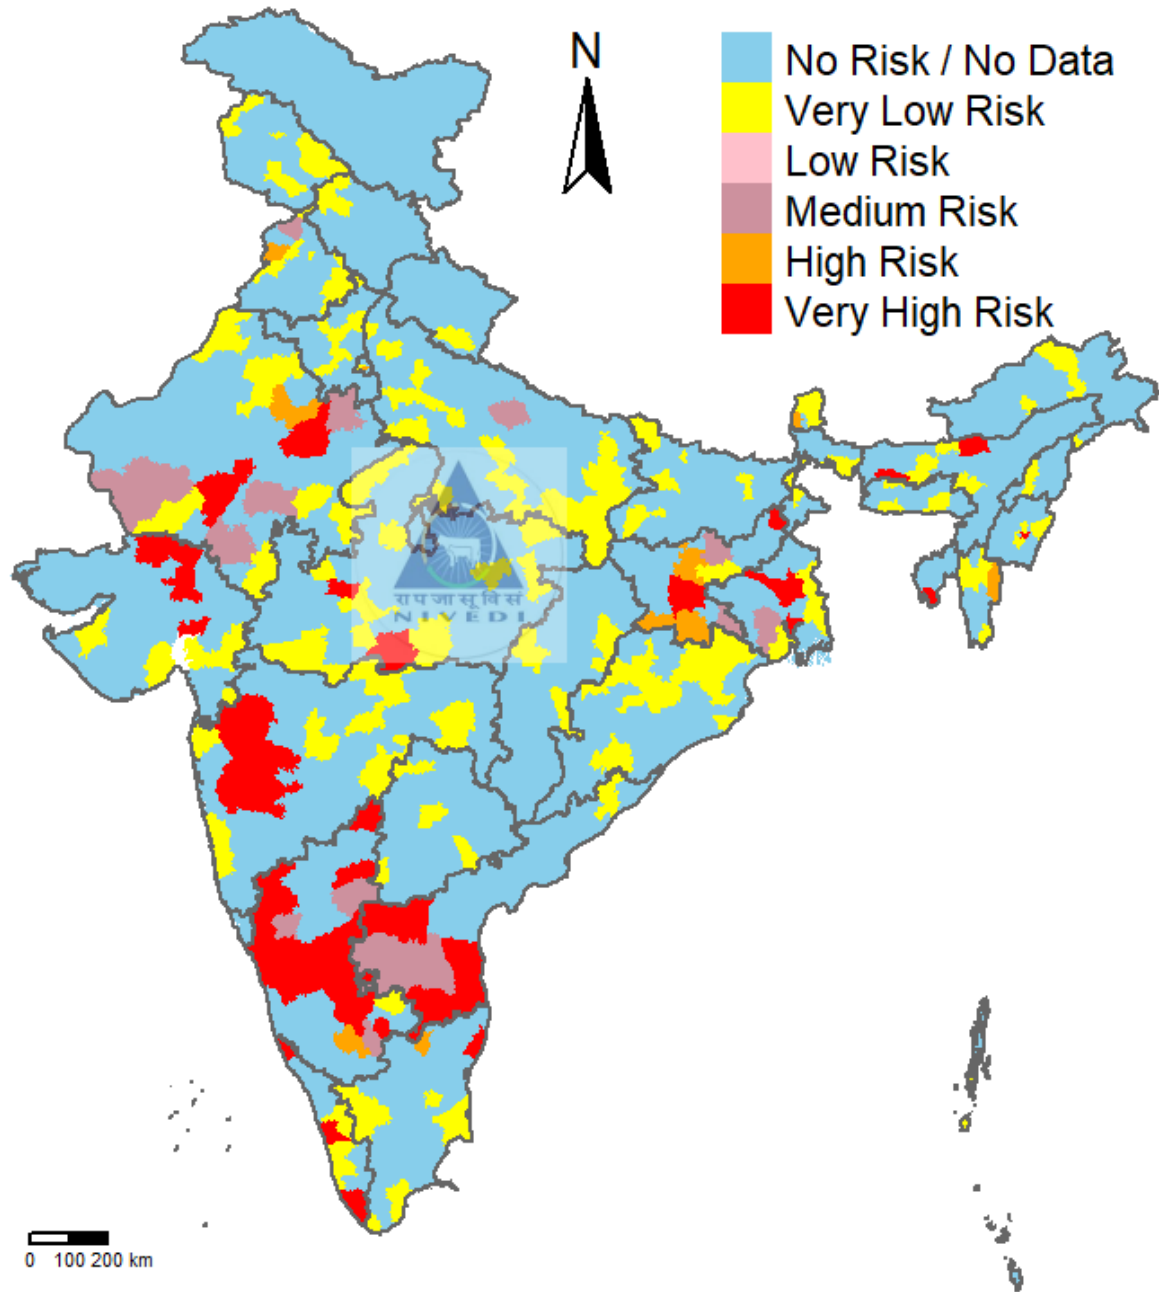 N
No Risk / No Data
Very Low Risk
Low Risk
Medium Risk
High Risk
Very High Risk
रा प जा सू वि सं
NIVEDI
0 100 200 km